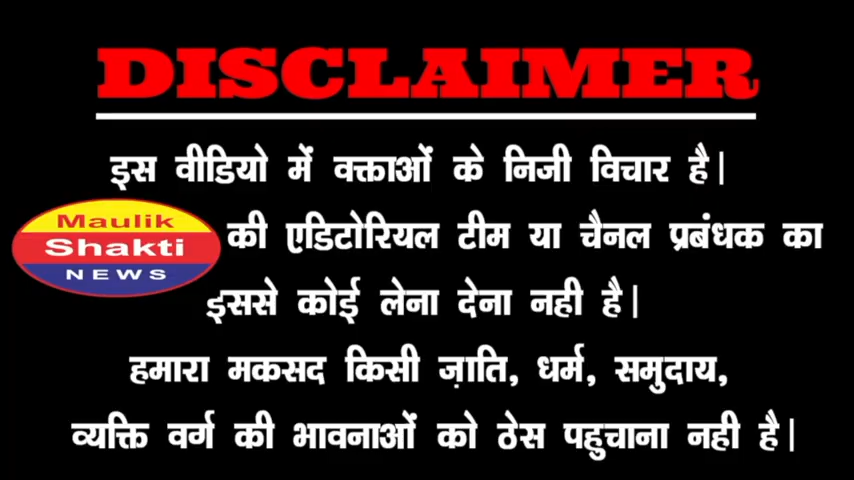 DISCLAIMER
इस वीडियो में वक्ताओं के निजी विचार है|
Maulik
Shakti
NEWS
की एडिटोरियल टीम या चैनल प्रबंधक का
इससे कोई लेना देना नही है|
हमारा मकसद किसी ज़ाति, धर्म, समुदाय,
व्यक्ति वर्ग की भावनाओं को ठेस पहुचाना नही है|